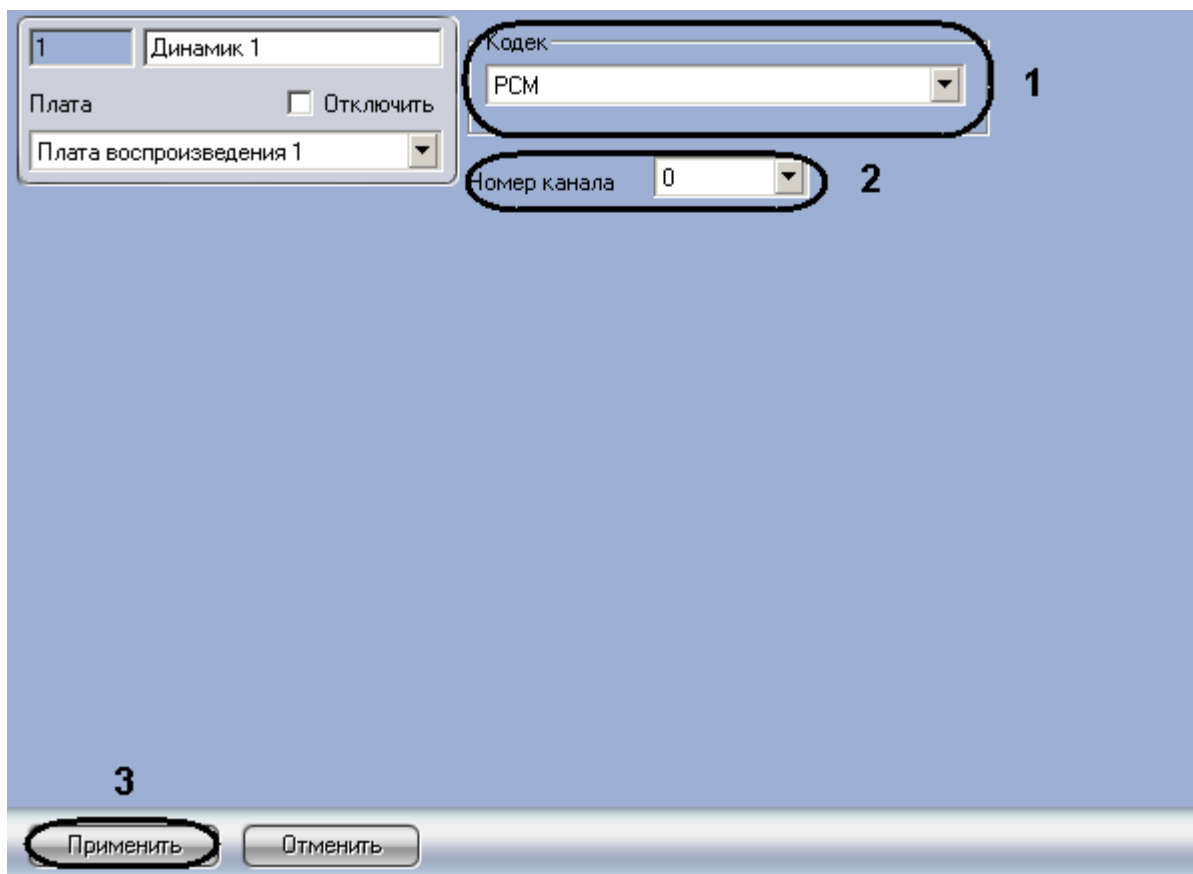 1 Динамик 1
Плата Отключить
Плата воспроизведения 1
Кодек
PCM
1
Номер канала 0
2
3
Применить Отменить